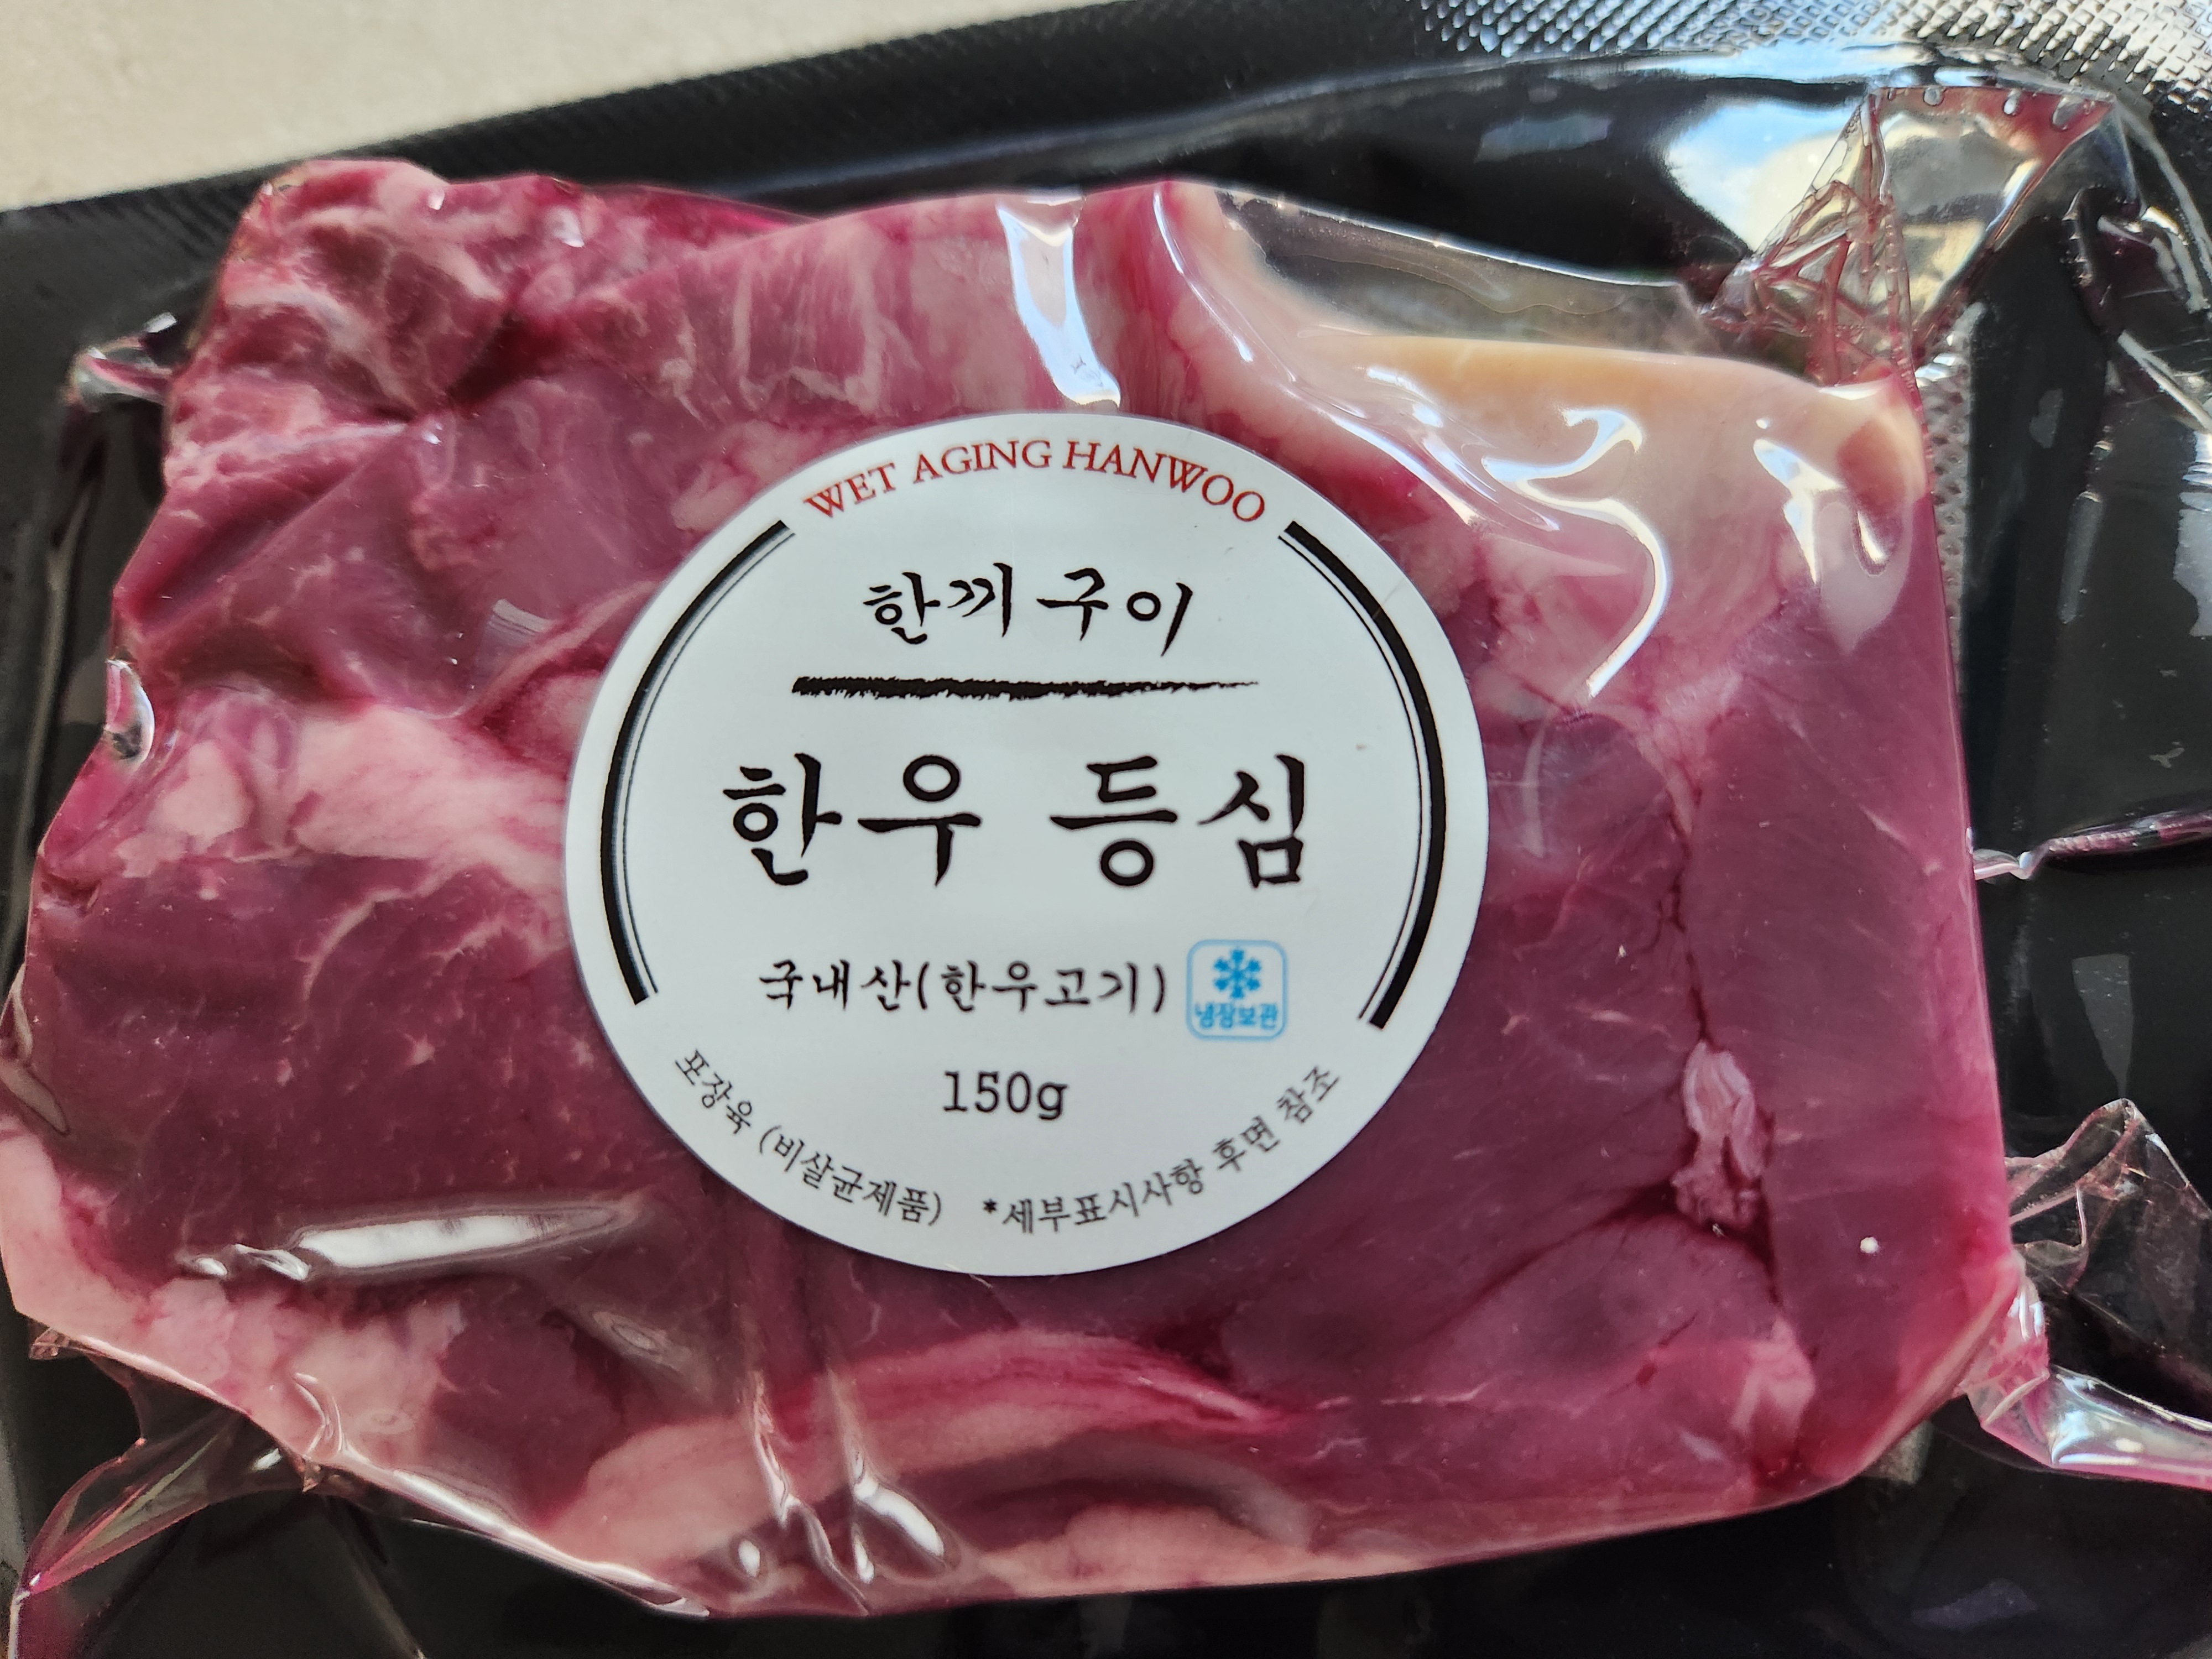 WET AGING HANWOO
한끼구이
한우 등심
국내산(한우고기)
냉장보관
150g
포장육 (비살균제품) *세부표시사항 후면 참조